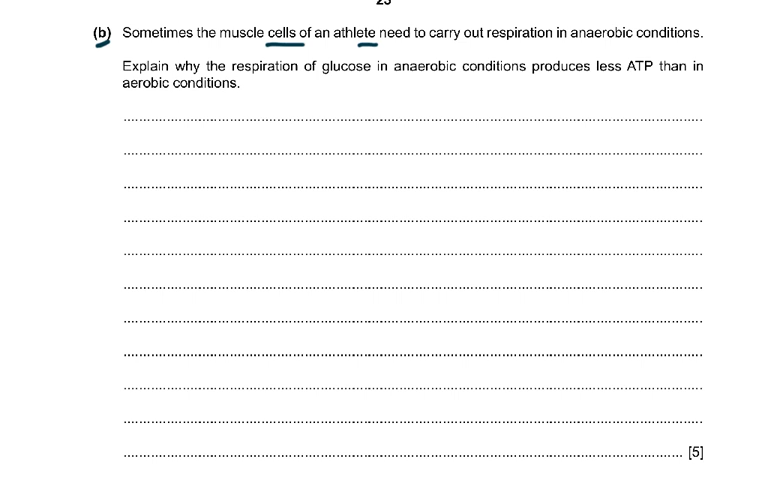 (b) Sometimes the muscle cells of an athlete need to carry out respiration in anaerobic conditions.
Explain why the respiration of glucose in anaerobic conditions produces less ATP than in
aerobic conditions.
[5]